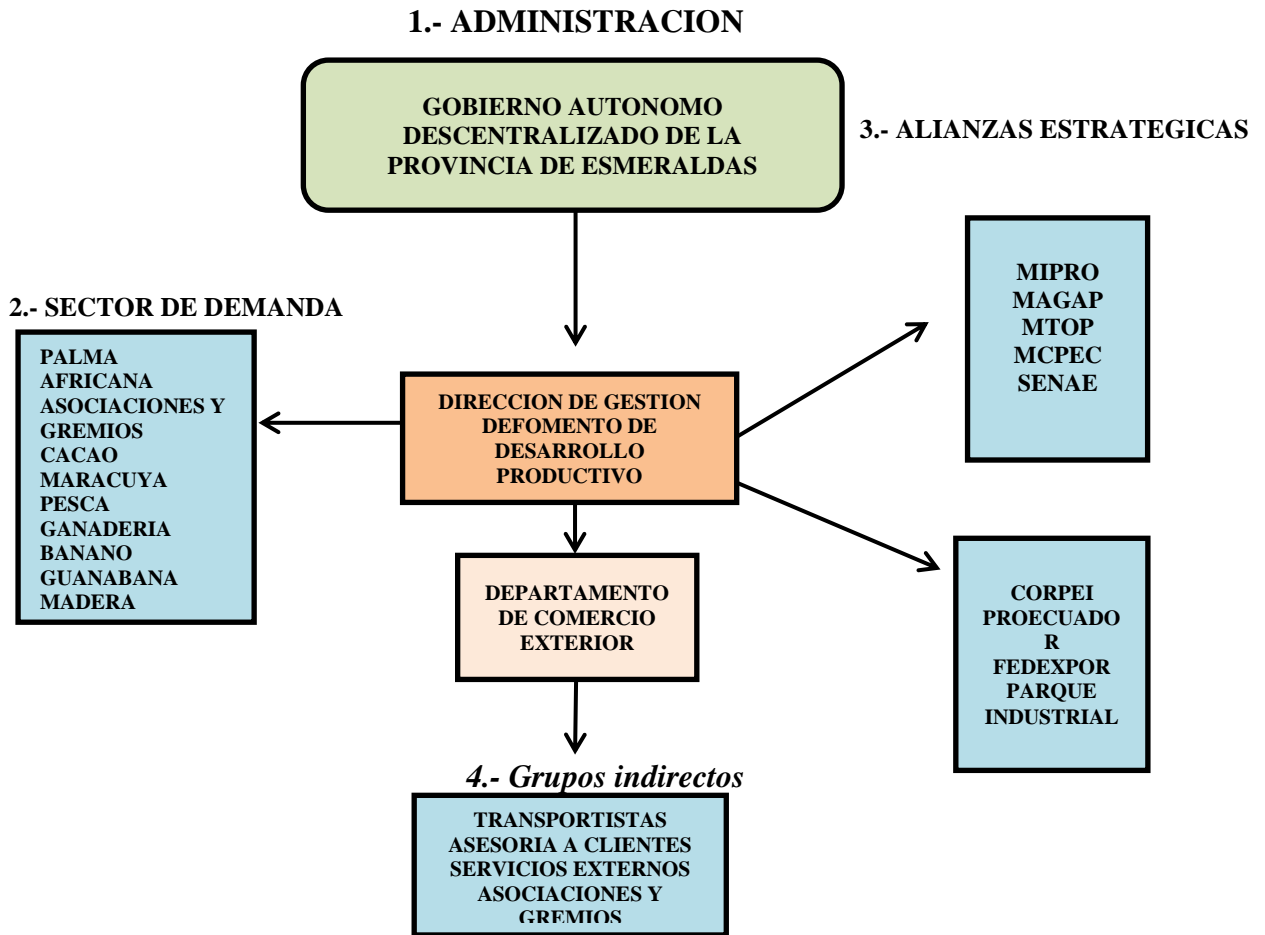 1.- ADMINISTRACION
GOBIERNO AUTONOMO
DESCENTRALIZADO DE LA
PROVINCIA DE ESMERALDAS
3.- ALIANZAS ESTRATEGICAS
MIPRO
MAGAP
MTOP
MCPEC
SENAE
2.- SECTOR DE DEMANDA
PALMA
AFRICANA
ASOCIACIONES Y
GREMIOS
CACAO
MARACUYA
PESCA
GANADERIA
BANANO
GUANABANA
MADERA
DIRECCION DE GESTION
DEFOMENTO DE
DESARROLLO
PRODUCTIVO
DEPARTAMENTO
DE COMERCIO
EXTERIOR
CORPEI
PROECUADO
R
FEDEXPOR
PARQUE
INDUSTRIAL
4.- Grupos indirectos
TRANSPORTISTAS
ASESORIA A CLIENTES
SERVICIOS EXTERNOS
ASOCIACIONES Y
GREMIOS